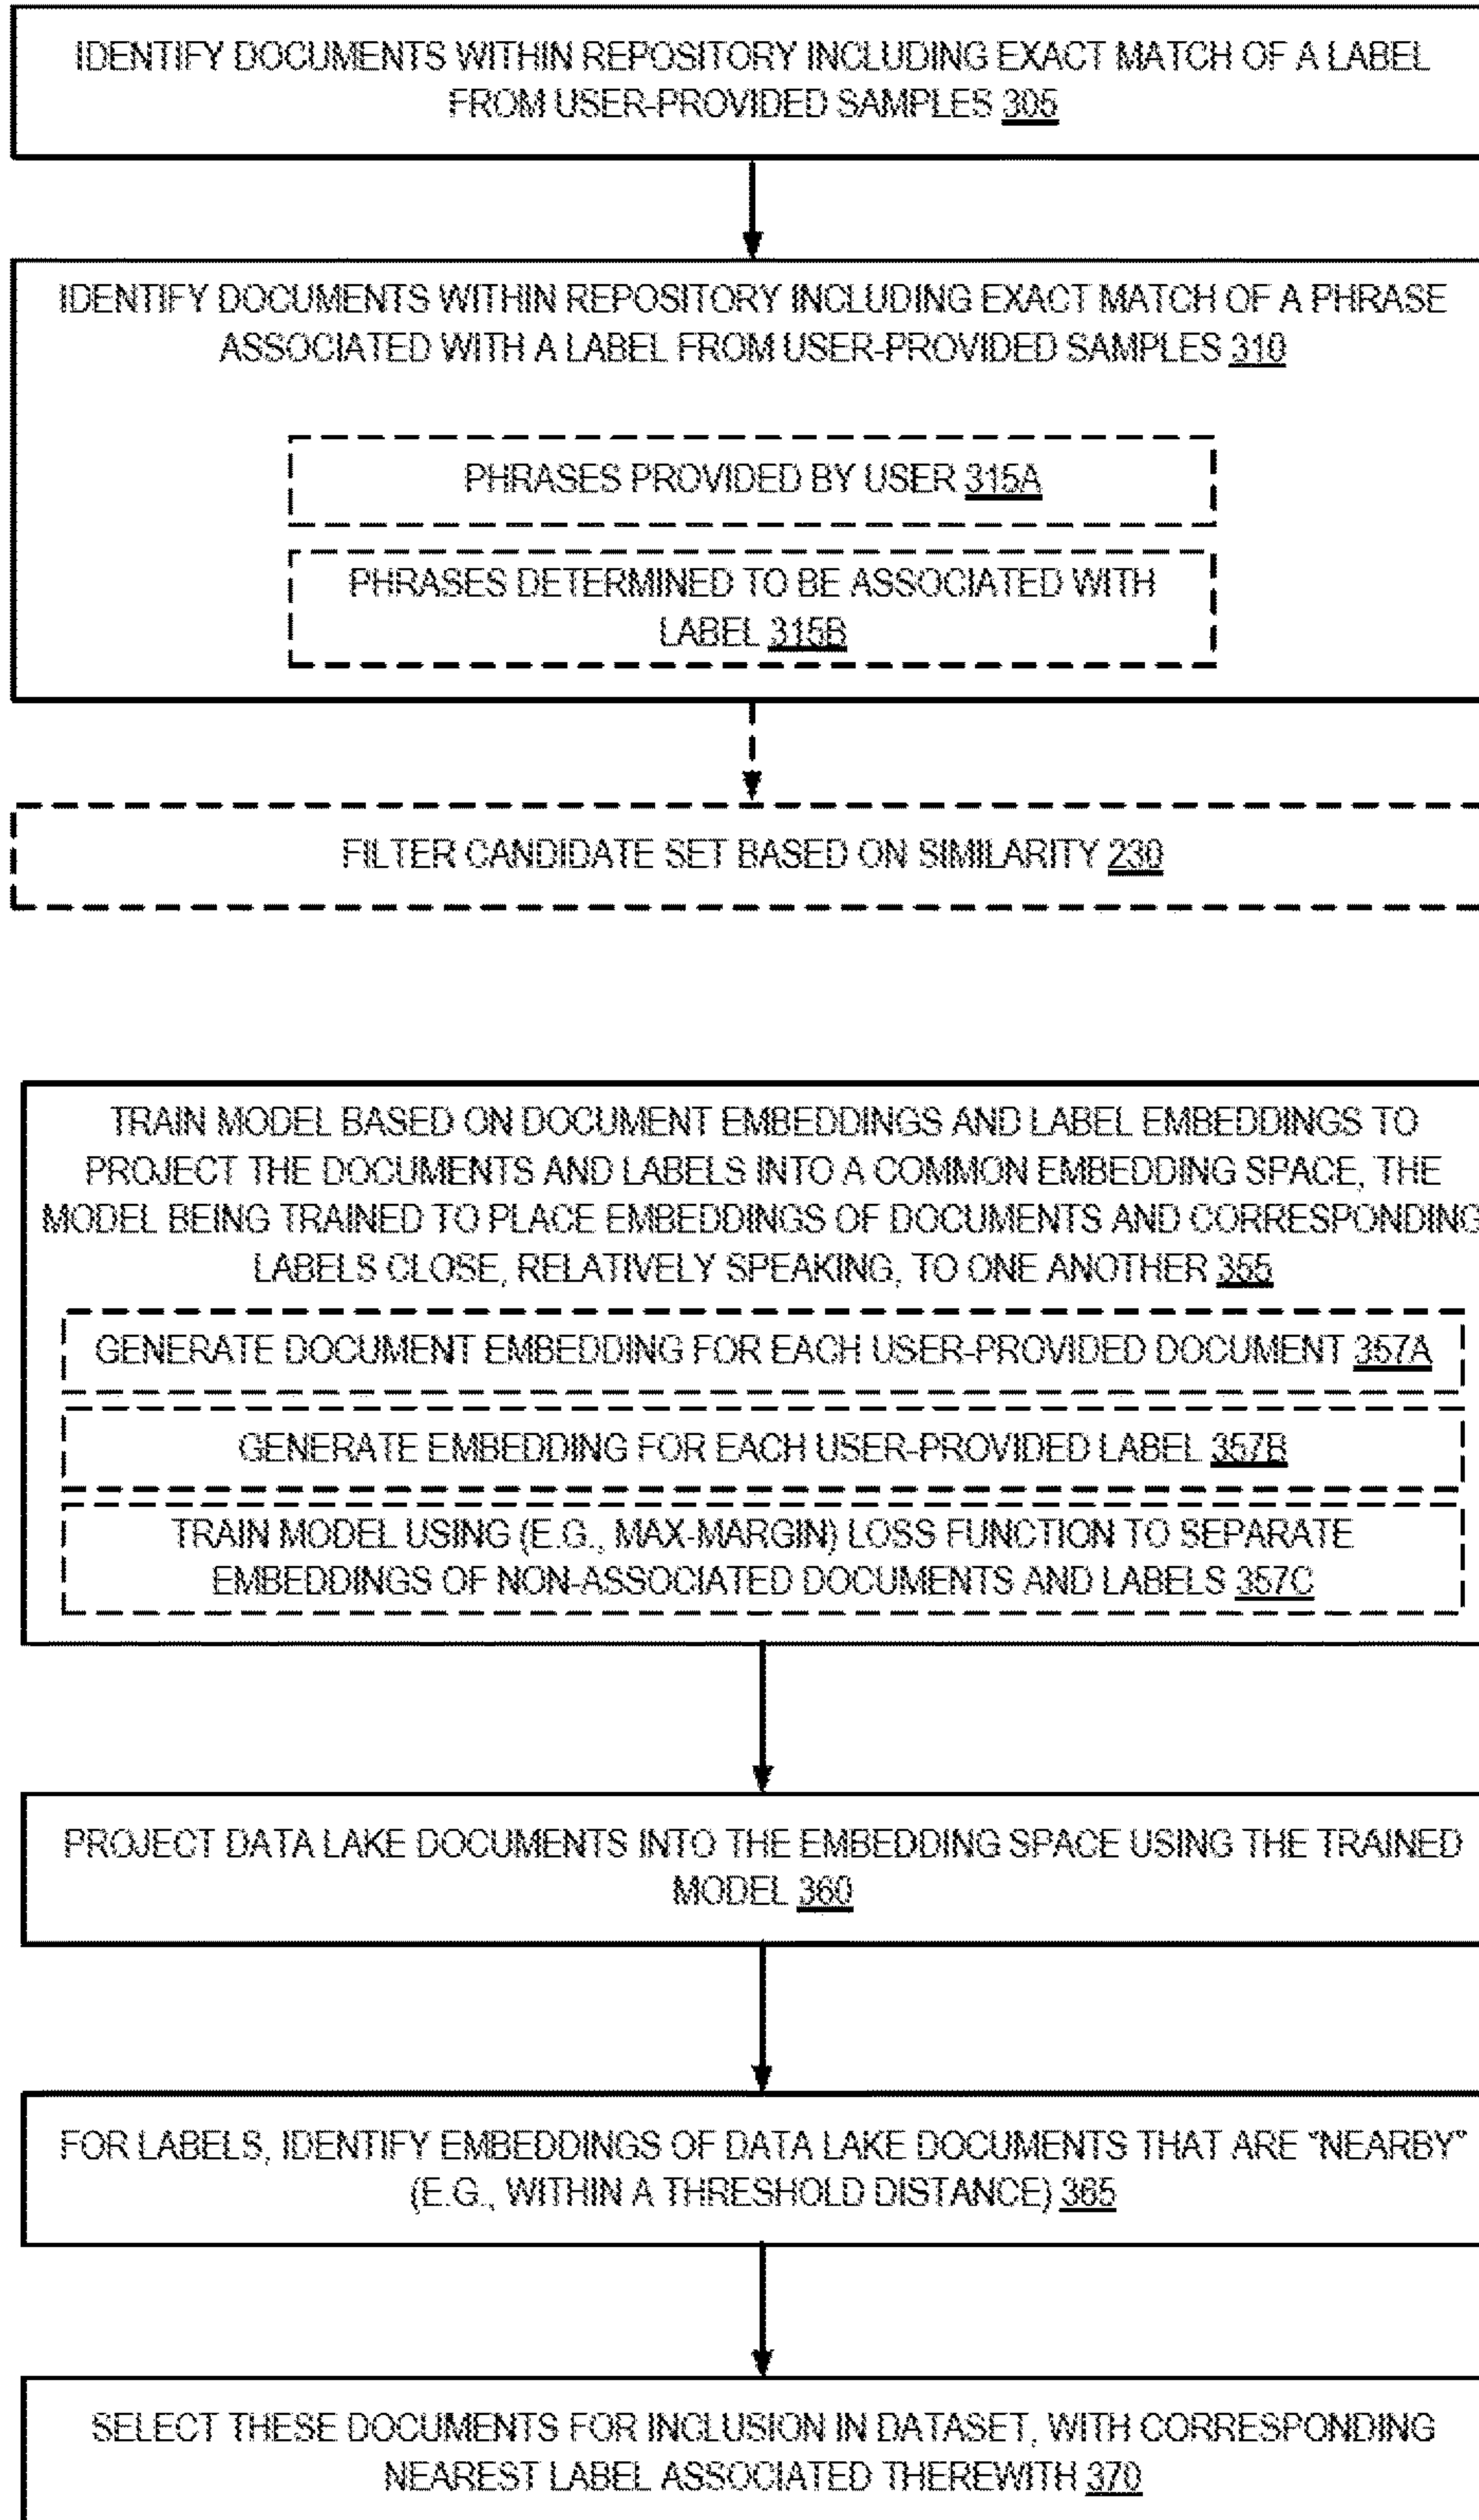 IDENTIFY DOCUMENTS WITHIN REPOSITORY INCLUDING EXACT MATCH OF A LABEL
FROM USER-PROVIDED SAMPLES 305
IDENTIFY DOCUMENTS WITHIN REPOSITORY INCLUDING EXACT MATCH OF A PHRASE
ASSOCIATED WITH A LABEL FROM USER-PROVIDED SAMPLES 310
PHRASES PROVIDED BY USER 315A
PHRASES DETERMINED TO BE ASSOCIATED WITH
LABEL 315B
FILTER CANDIDATE SET BASED ON SIMILARITY 230
TRAIN MODEL BASED ON DOCUMENT EMBEDDINGS AND LABEL EMBEDDINGS TO
PROJECT THE DOCUMENTS AND LABELS INTO A COMMON EMBEDDING SPACE, THE
MODEL BEING TRAINED TO PLACE EMBEDDINGS OF DOCUMENTS AND CORRESPONDING
LABELS CLOSE, RELATIVELY SPEAKING, TO ONE ANOTHER 355
GENERATE DOCUMENT EMBEDDING FOR EACH USER-PROVIDED DOCUMENT 357A
GENERATE EMBEDDING FOR EACH USER-PROVIDED LABEL 357B
TRAIN MODEL USING (E.G., MAX-MARGIN) LOSS FUNCTION TO SEPARATE
EMBEDDINGS OF NON-ASSOCIATED DOCUMENTS AND LABELS 357C
PROJECT DATA LAKE DOCUMENTS INTO THE EMBEDDING SPACE USING THE TRAINED
MODEL 360
FOR LABELS, IDENTIFY EMBEDDINGS OF DATA LAKE DOCUMENTS THAT ARE "NEARBY"
(E.G., WITHIN A THRESHOLD DISTANCE) 365
SELECT THESE DOCUMENTS FOR INCLUSION IN DATASET, WITH CORRESPONDING
NEAREST LABEL ASSOCIATED THEREWITH 370